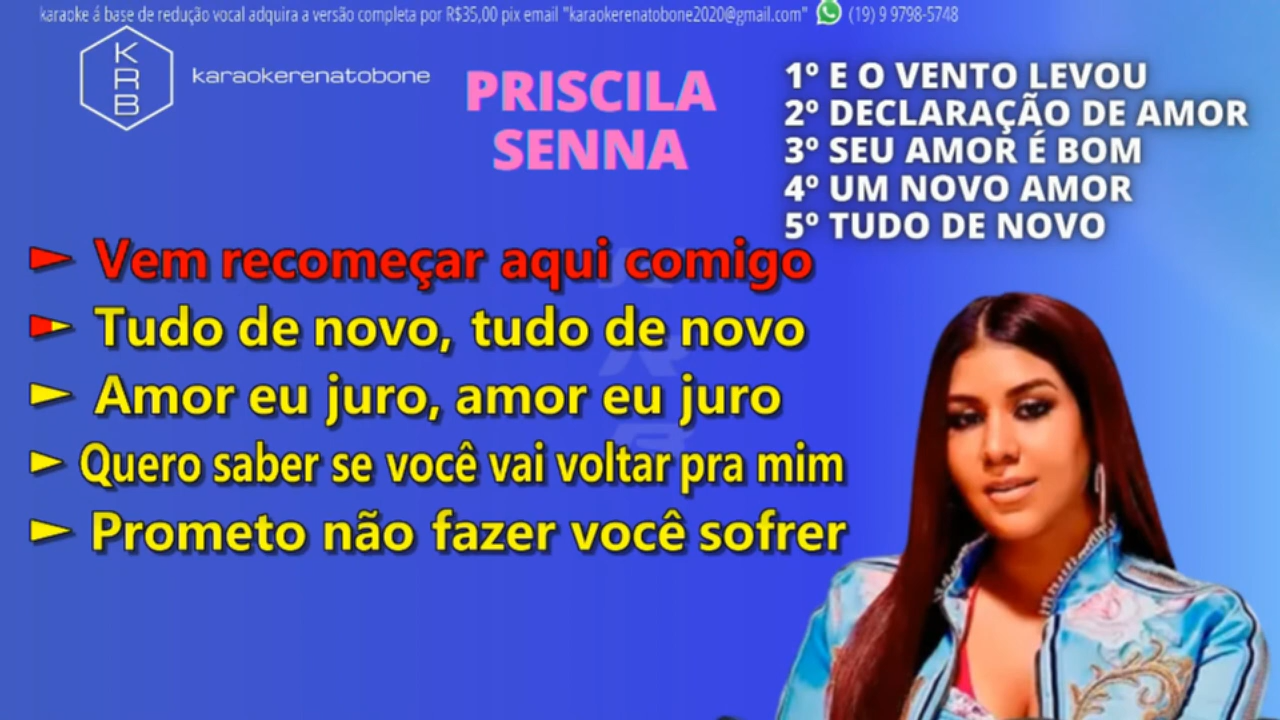 karaoke á base de redução vocal adquira a versão completa por R$35,00 pix email "karaokerenatobone2020@gmail.com" (19) 9 9798-5748
K
R
B
karaokerenatobone
PRISCILA
SENNA
1º E O VENTO LEVOU
2º DECLARAÇÃO DE AMOR
3º SEU AMOR É BOM
4º UM NOVO AMOR
5º TUDO DE NOVO
Vem recomeçar aqui comigo
Tudo de novo, tudo de novo
Amor eu juro, amor eu juro
Quero saber se você vai voltar pra mim
Prometo não fazer você sofrer